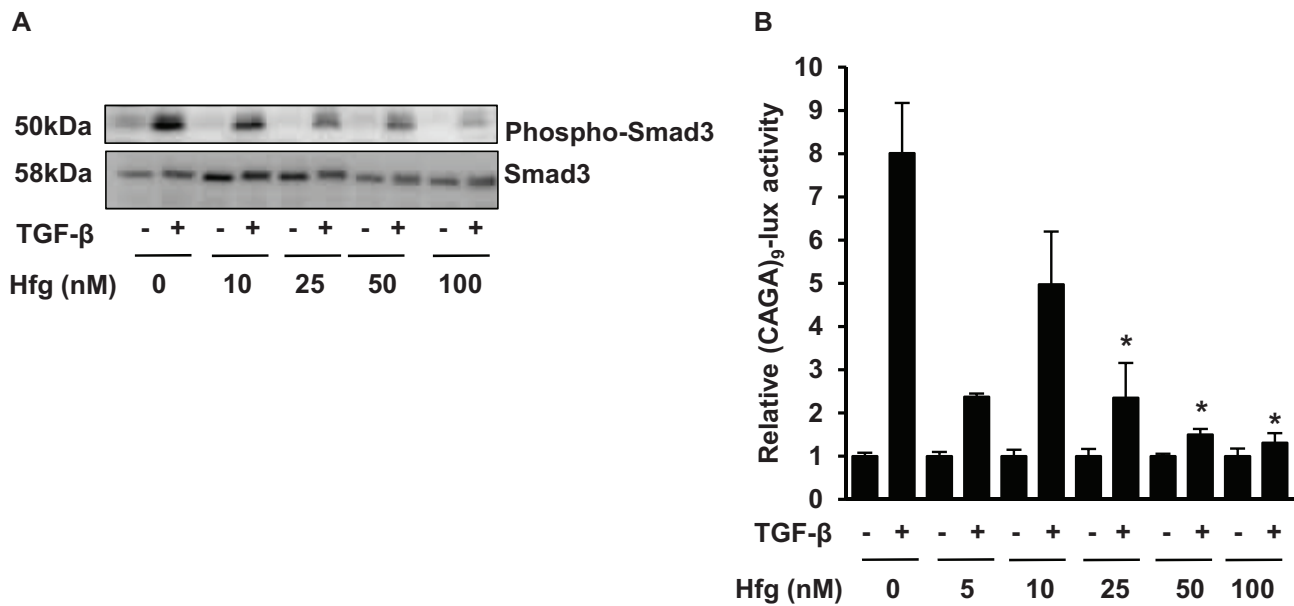 A
50kDa
Phospho-Smad3
58kDa
Smad3
TGF-β - + - + - + - + - +
Hfg (nM) 0 10 25 50 100
B
Relative (CAGA)9-lux activity
10
9
8
7
6
5
4
3
2
1
0
*
*
*
TGF-β - + - + - + - + - + - +
Hfg (nM) 0 5 10 25 50 100